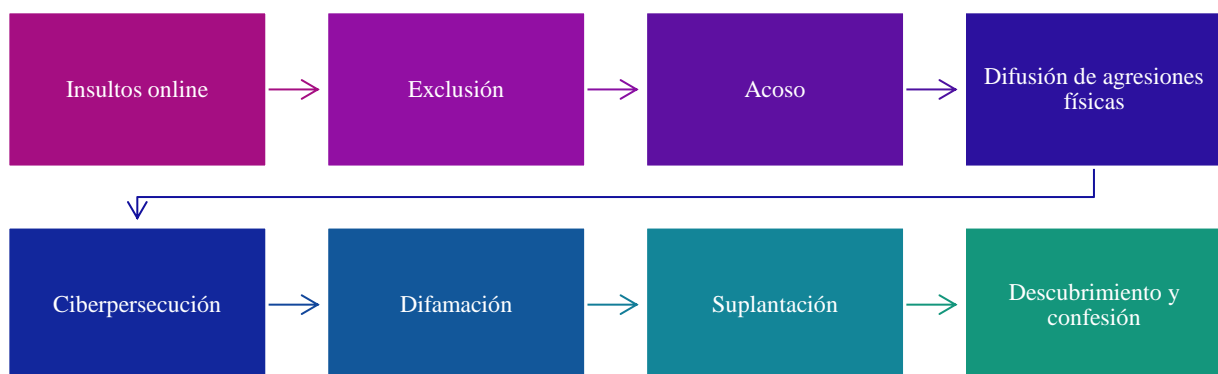 Insultos online
Exclusión
Acoso
Difusión de agresiones
físicas
Ciberpersecución
Difamación
Suplantación
Descubrimiento y
confesión